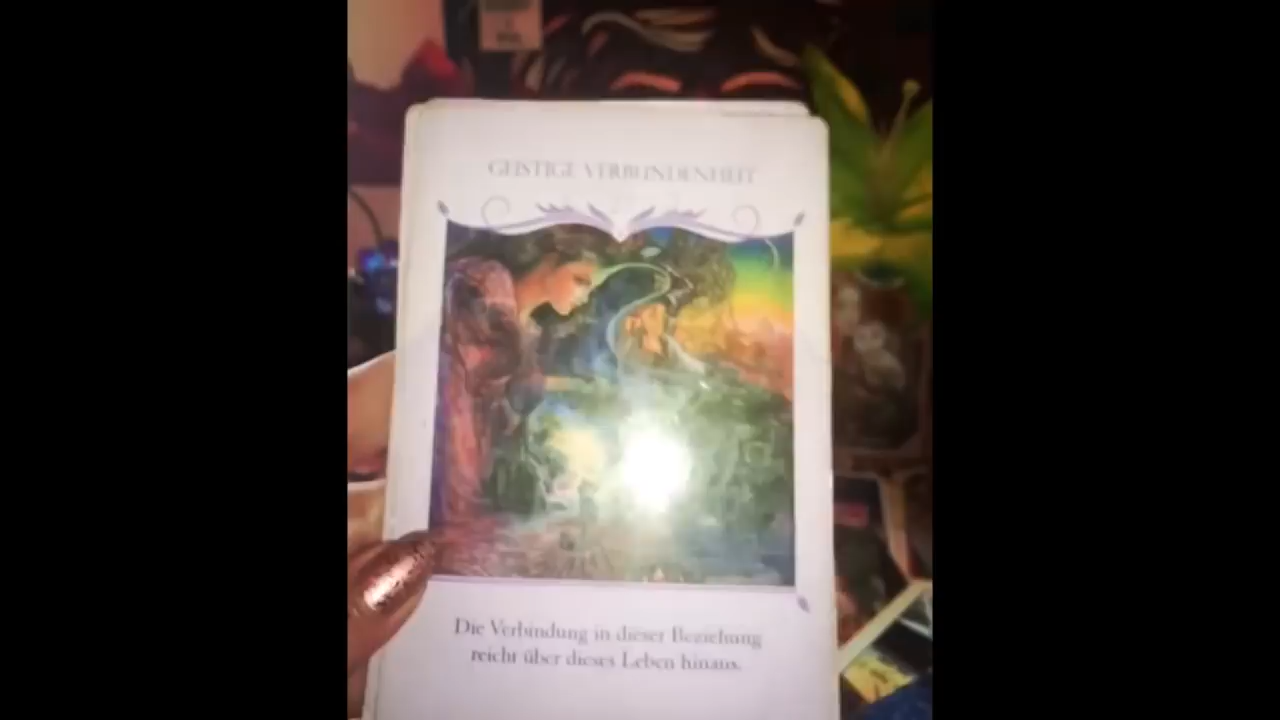 GEISTIGE VERBUNDENHEIT
Die Verbindung in dieser Beziehung
reicht über dieses Leben hinaus.